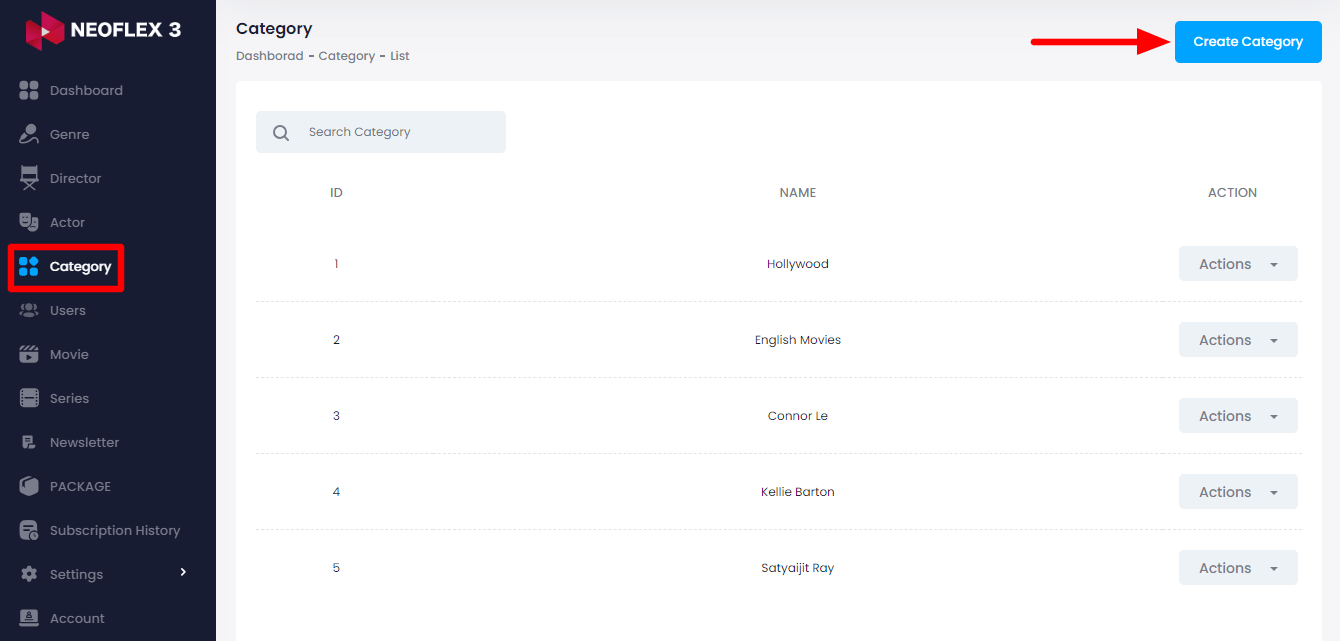 NEOFLEX 3
Dashboard
Genre
Director
Actor
Category
Users
Movie
Series
Newsletter
PACKAGE
Subscription History
Settings
Account
Category
Dashborad - Category - List
Create Category
Search Category
ID NAME ACTION
1 Hollywood Actions
2 English Movies Actions
3 Connor Le Actions
4 Kellie Barton Actions
5 Satyaijit Ray Actions